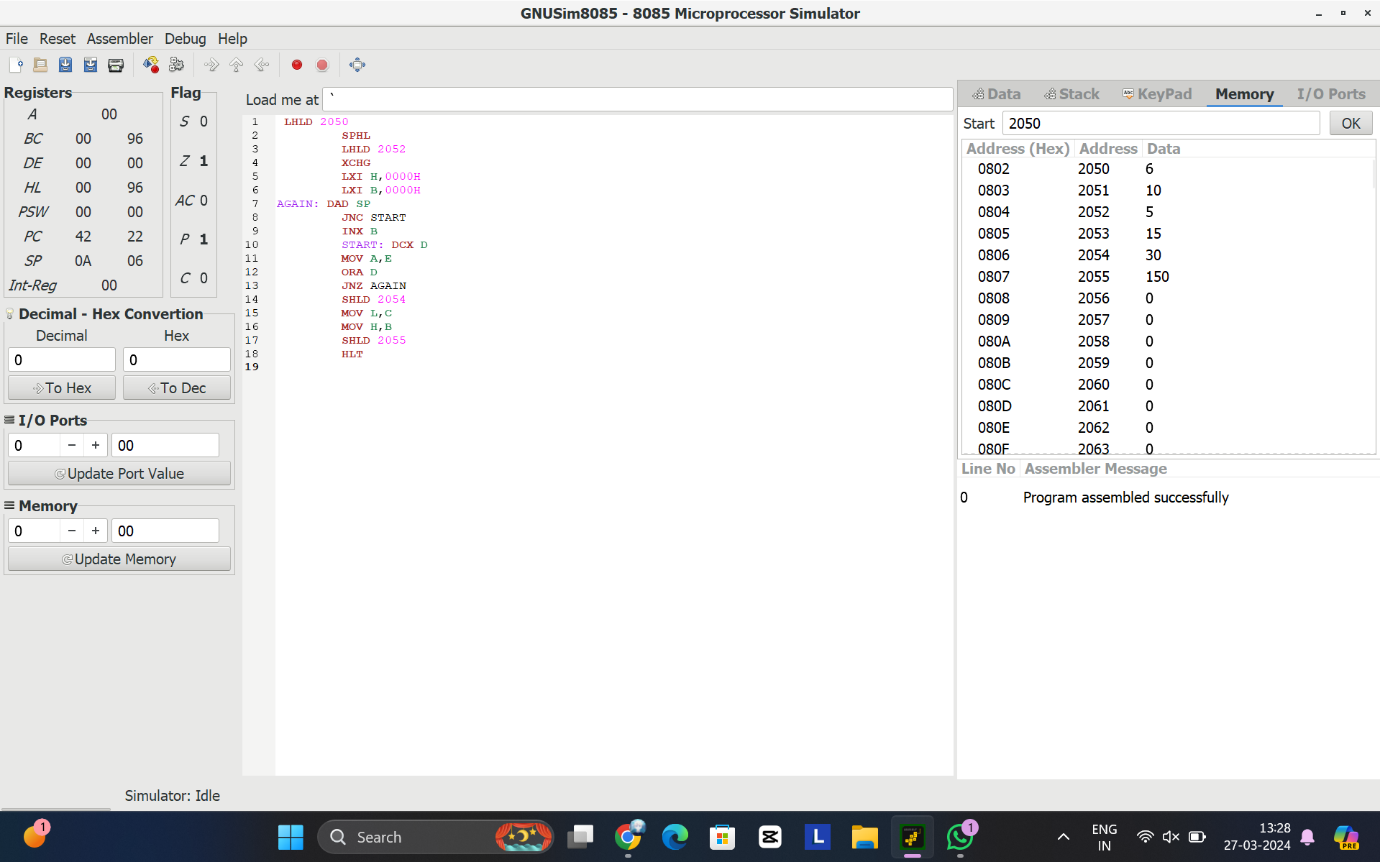 GNUSim8085 - 8085 Microprocessor Simulator
File Reset Assembler Debug Help
Registers
A 00
BC 00 96
DE 00 00
HL 00 96
PSW 00 00
PC 42 22
SP 0A 06
Int-Reg 00
Flag
S 0
Z 1
AC 0
P 1
C 0
Decimal - Hex Convertion
Decimal Hex
0 0
To Hex To Dec
I/O Ports
0 − + 00
Update Port Value
Memory
0 − + 00
Update Memory
Load me at `
1 LHLD 2050
2 SPHL
3 LHLD 2052
4 XCHG
5 LXI H,0000H
6 LXI B,0000H
7 AGAIN: DAD SP
8 JNC START
9 INX B
10 START: DCX D
11 MOV A,E
12 ORA D
13 JNZ AGAIN
14 SHLD 2054
15 MOV L,C
16 MOV H,B
17 SHLD 2055
18 HLT
19
Data Stack KeyPad Memory I/O Ports
Start 2050 OK
Address (Hex) Address Data
0802 2050 6
0803 2051 10
0804 2052 5
0805 2053 15
0806 2054 30
0807 2055 150
0808 2056 0
0809 2057 0
080A 2058 0
080B 2059 0
080C 2060 0
080D 2061 0
080E 2062 0
080F 2063 0
Line No Assembler Message
0 Program assembled successfully
Simulator: Idle
1
Search
L
1
ENG
IN
13:28
27-03-2024
PRE